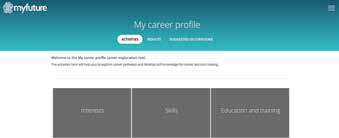 myfuture
My career profile
ACTIVITIES
RESULTS
SUGGESTED OCCUPATIONS
Welcome to the My career profile career exploration tool.
The activities here will help you to explore career pathways and develop self-knowledge for career decision making.
Interests
Skills
Education and training